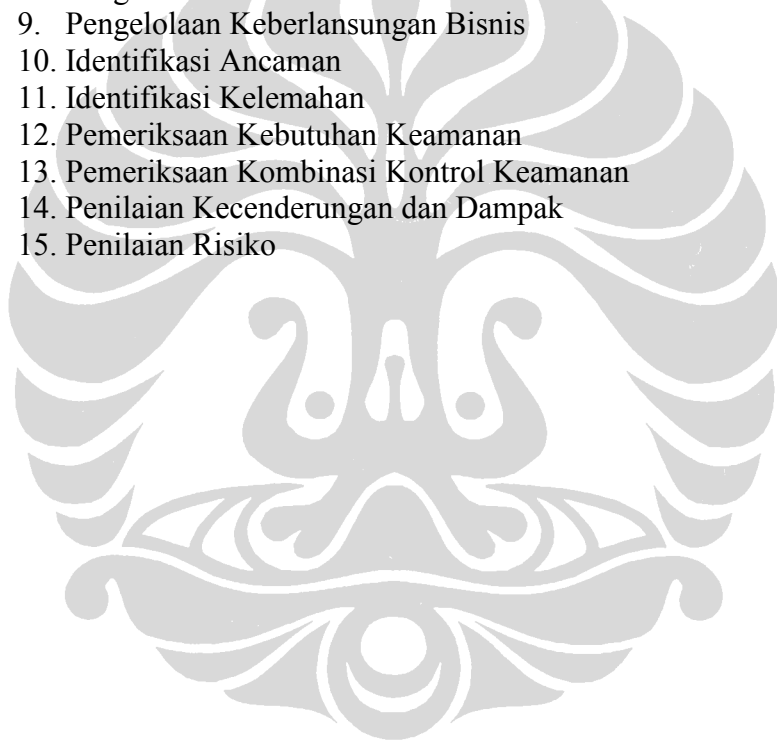 9. Pengelolaan Keberlansungan Bisnis
10. Identifikasi Ancaman
11. Identifikasi Kelemahan
12. Pemeriksaan Kebutuhan Keamanan
13. Pemeriksaan Kombinasi Kontrol Keamanan
14. Penilaian Kecenderungan dan Dampak
15. Penilaian Risiko